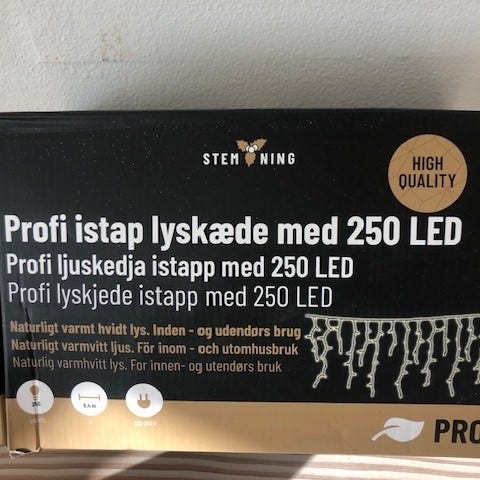 STEM NING
HIGH
QUALITY
Profi istap lyskæde med 250 LED
Profi ljuskedja istapp med 250 LED
Profi lyskjede istapp med 250 LED
Naturligt varmt hvidt lys. Inden - og udendørs brug
Naturligt varmvitt ljus. För inom - och utomhusbruk
Naturlig varmhvitt lys. For innen- og utendørs bruk
250
LIGHTS
PRO